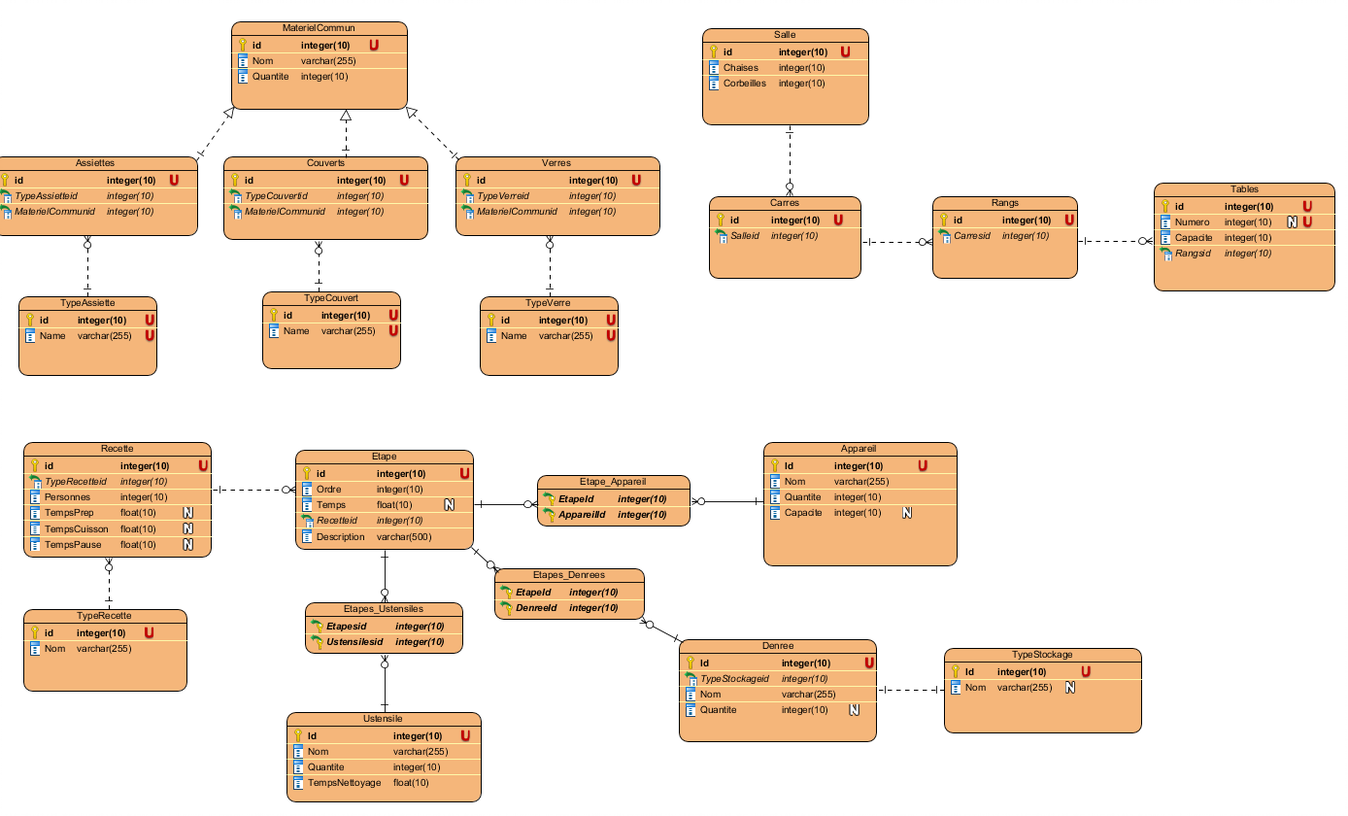 MaterielCommun
id integer(10) U
Nom varchar(255)
Quantite integer(10)
Salle
id integer(10) U
Chaises integer(10)
Corbeilles integer(10)
Assiettes
id integer(10) U
TypeAssietteid integer(10)
MaterielCommunid integer(10)
Couverts
id integer(10) U
TypeCouvertid integer(10)
MaterielCommunid integer(10)
Verres
id integer(10) U
TypeVerreid integer(10)
MaterielCommunid integer(10)
Carres
id integer(10) U
Salleid integer(10)
Rangs
id integer(10) U
Carresid integer(10)
Tables
id integer(10) U
Numero integer(10) N U
Capacite integer(10)
Rangsid integer(10)
TypeAssiette
id integer(10) U
Name varchar(255) U
TypeCouvert
id integer(10) U
Name varchar(255) U
TypeVerre
id integer(10) U
Name varchar(255) U
Recette
id integer(10) U
TypeRecetteid integer(10)
Personnes integer(10)
TempsPrep float(10) N
TempsCuisson float(10) N
TempsPause float(10) N
Etape
id integer(10) U
Ordre integer(10)
Temps float(10) N
Recetteid integer(10)
Description varchar(500)
Etape_Appareil
EtapeId integer(10)
AppareilId integer(10)
Appareil
Id integer(10) U
Nom varchar(255)
Quantite integer(10)
Capacite integer(10) N
Etapes_Denrees
EtapeId integer(10)
DenreeId integer(10)
TypeRecette
id integer(10) U
Nom varchar(255)
Etapes_Ustensiles
Etapesid integer(10)
Ustensilesid integer(10)
Denree
Id integer(10) U
TypeStockageid integer(10)
Nom varchar(255)
Quantite integer(10) N
TypeStockage
Id integer(10) U
Nom varchar(255) N
Ustensile
Id integer(10) U
Nom varchar(255)
Quantite integer(10)
TempsNettoyage float(10)